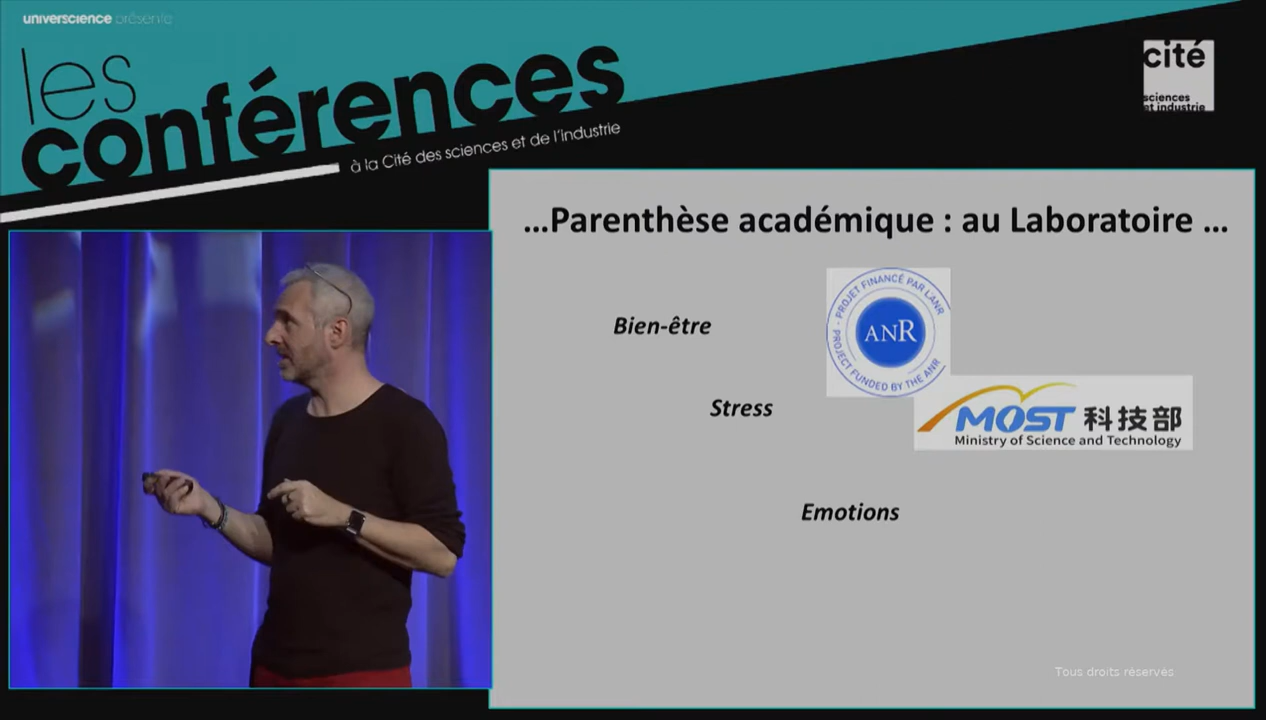 universcience présente
les
conférences
à la Cité des sciences et de l'industrie
cité
sciences
et industrie
...Parenthèse académique : au Laboratoire ...
Bien-être
PROJET FINANCÉ PAR L'ANR
ANR
PROJECT FUNDED BY THE ANR
Stress
MOST 科技部
Ministry of Science and Technology
Emotions
Tous droits réservés